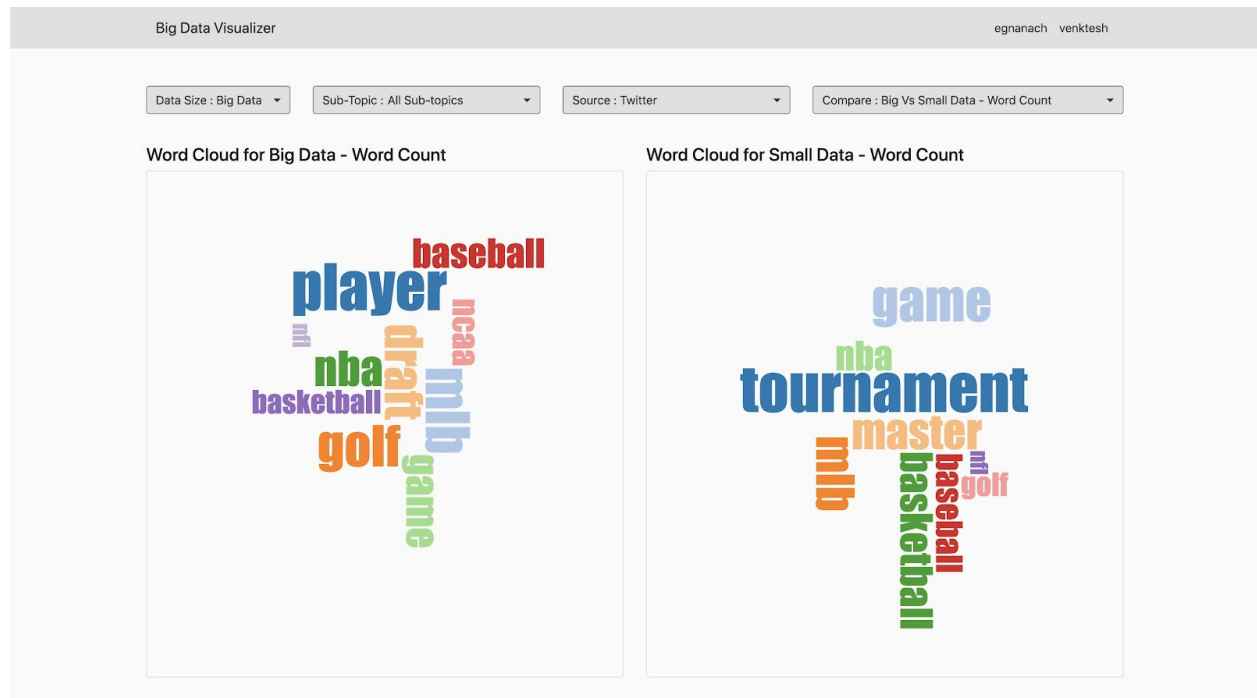 Big Data Visualizer
egnanach venktesh
Data Size : Big Data
Sub-Topic : All Sub-topics
Source : Twitter
Compare : Big Vs Small Data - Word Count
Word Cloud for Big Data - Word Count
baseball
player
ncaa
nfl
draft
nba
mlb
basketball
golf
game
Word Cloud for Small Data - Word Count
game
nba
tournament
master
mlb
basketball
baseball
nfl
golf